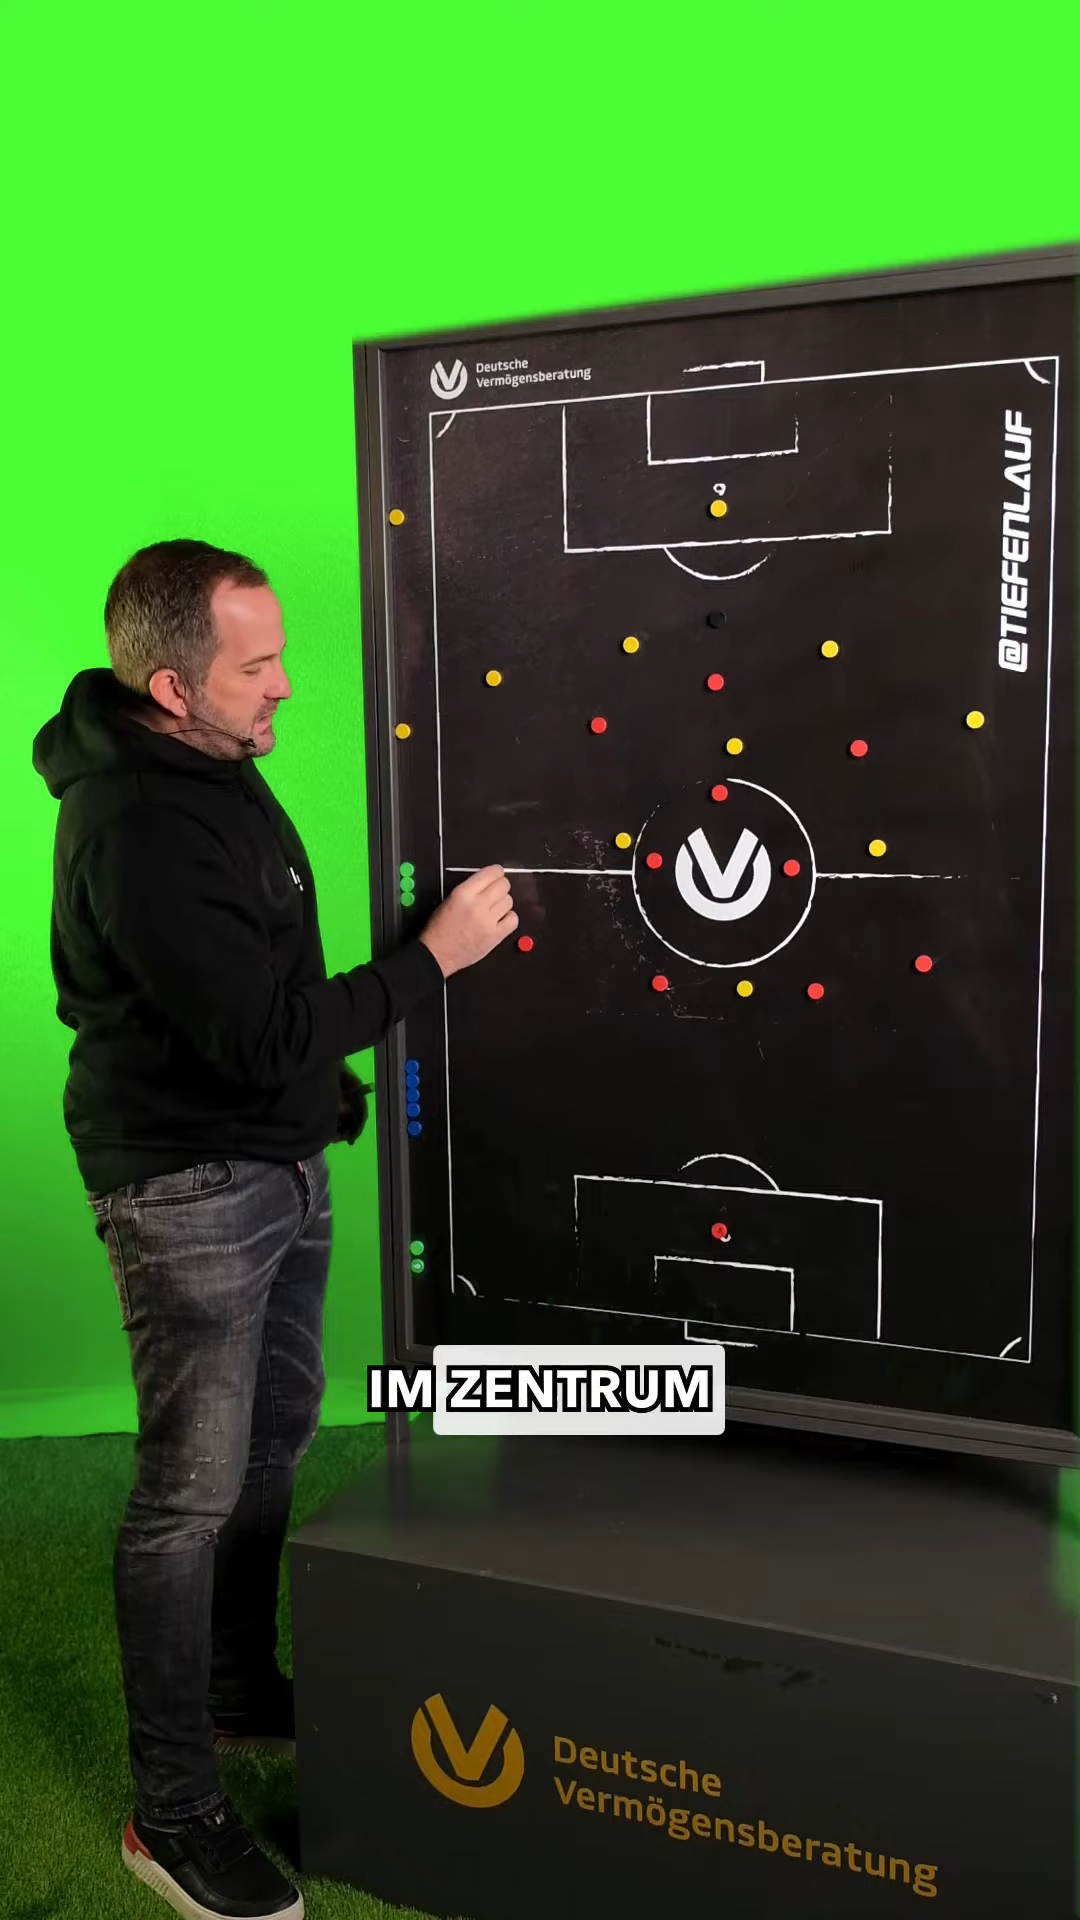 Deutsche
Vermögensberatung
@TIEFENLAUF
IM ZENTRUM
Deutsche
Vermögensberatung